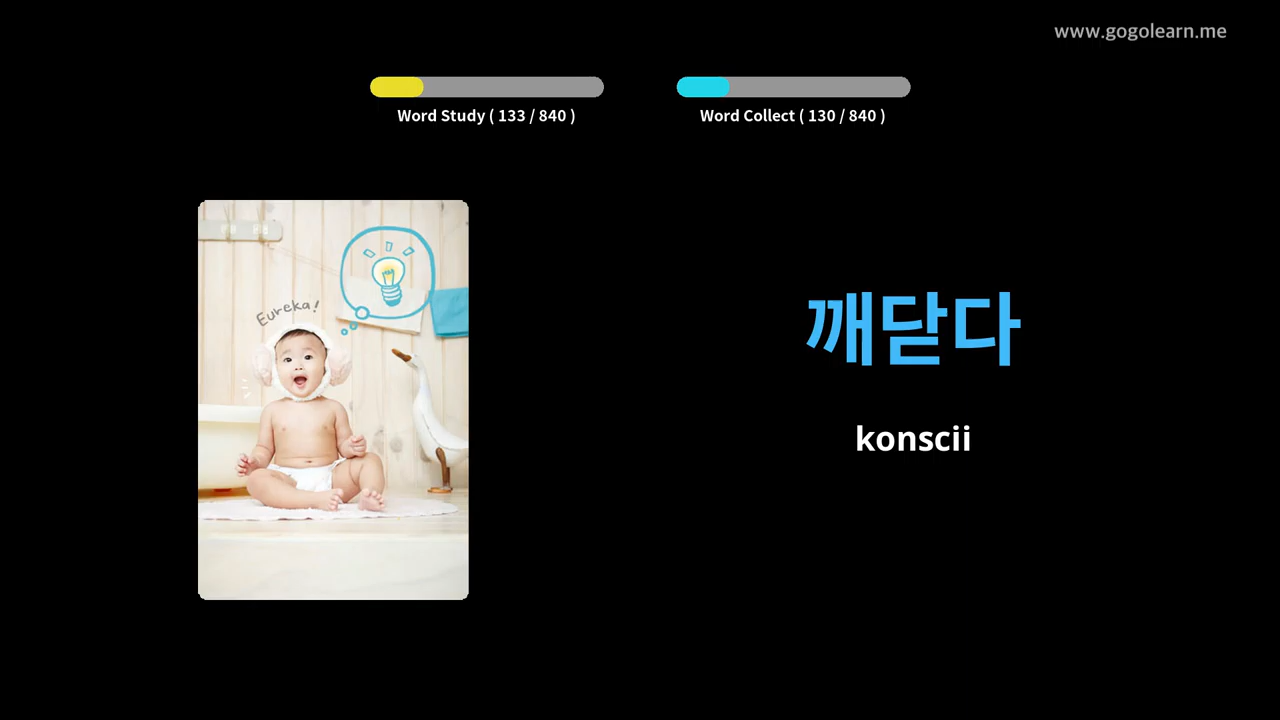 www.gogolearn.me
Word Study ( 133 / 840 )
Word Collect ( 130 / 840 )
Eureka!
깨닫다
konscii